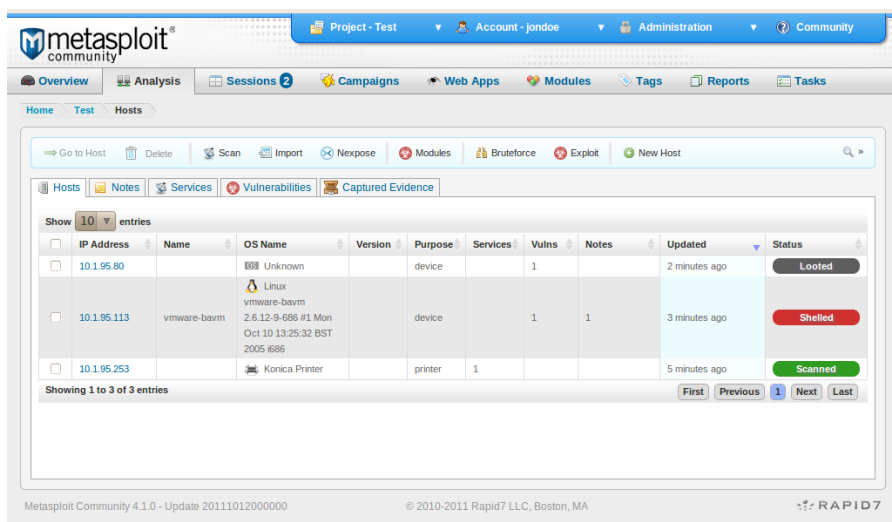 metasploit®
community
Project - Test
Account - jondoe
Administration
Community
Overview
Analysis
Sessions 2
Campaigns
Web Apps
Modules
Tags
Reports
Tasks
Home Test Hosts
Go to Host
Delete
Scan
Import
Nexpose
Modules
Bruteforce
Exploit
New Host
»
Hosts
Notes
Services
Vulnerabilities
Captured Evidence
Show 10 entries
IP Address Name OS Name Version Purpose Services Vulns Notes Updated Status
10.1.95.80 OS Unknown device 1 2 minutes ago Looted
10.1.95.113 vmware-bavm Linux
vmware-bavm
2.6.12-9-686 #1 Mon
Oct 10 13:25:32 BST
2005 i686 device 1 1 3 minutes ago Shelled
10.1.95.253 Konica Printer printer 1 5 minutes ago Scanned
Showing 1 to 3 of 3 entries
First Previous 1 Next Last
Metasploit Community 4.1.0 - Update 20111012000000
© 2010-2011 Rapid7 LLC, Boston, MA
RAPID7